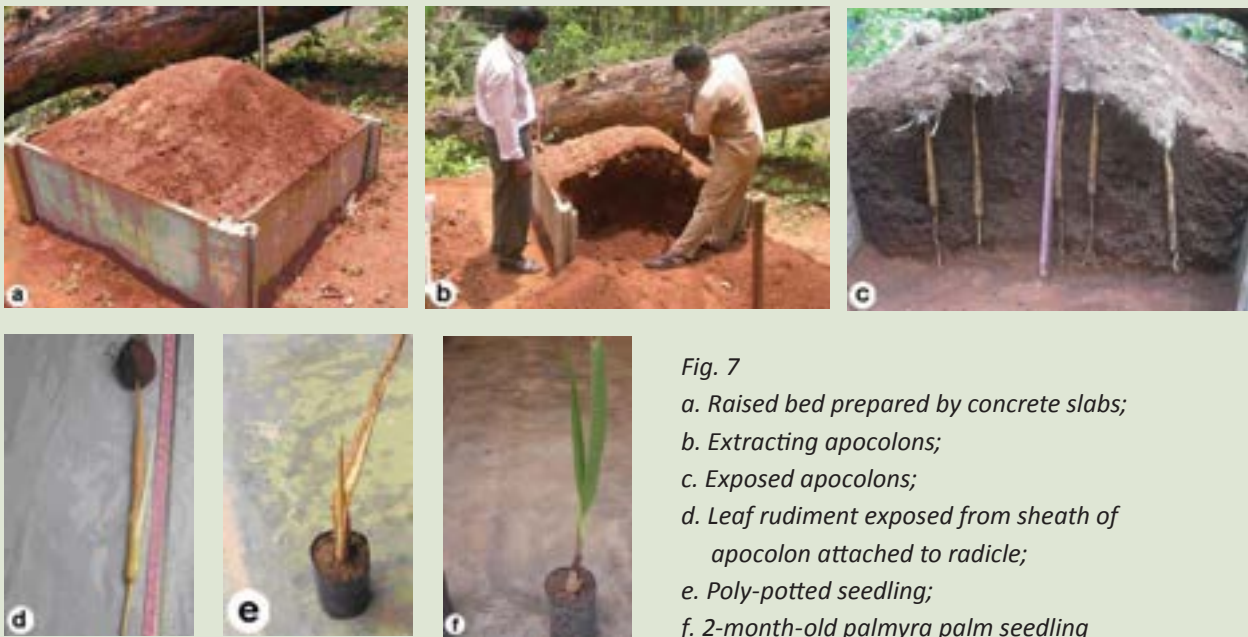 a
b
c
d
e
f
Fig. 7
a. Raised bed prepared by concrete slabs;
b. Extracting apocolons;
c. Exposed apocolons;
d. Leaf rudiment exposed from sheath of
apocolon attached to radicle;
e. Poly-potted seedling;
f. 2-month-old palmyra palm seedling